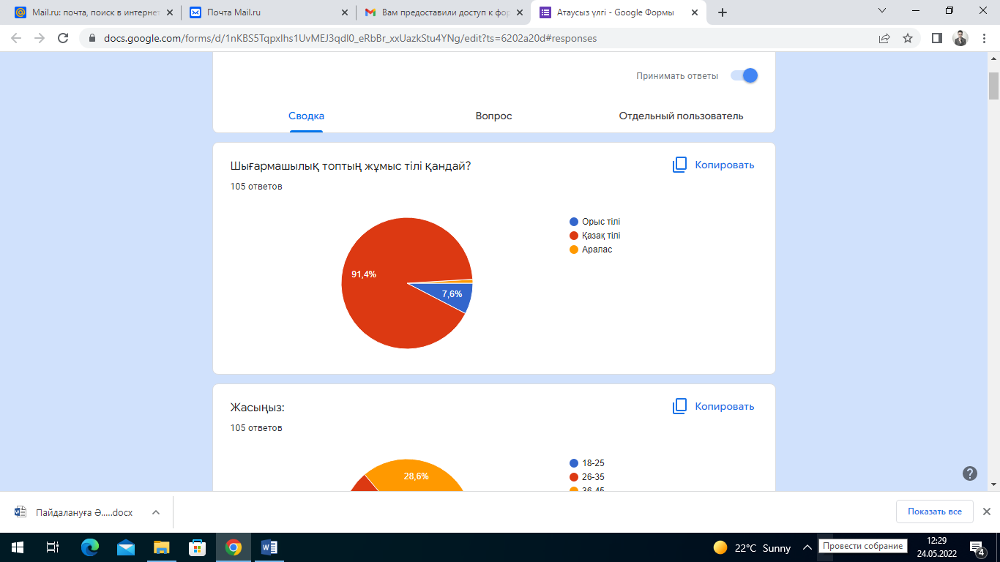 Mail.ru: почта, поиск в интернет
Почта Mail.ru
Вам предоставили доступ к фор
Атаусыз үлгі - Google Формы
docs.google.com/forms/d/1nKBS5Tqpxlhs1UvMEJ3qdl0_eRbBr_xxUazkStu4YNg/edit?ts=6202a20d#responses
Принимать ответы
Сводка
Вопрос
Отдельный пользователь
Шығармашылық топтың жұмыс тілі қандай?
Копировать
105 ответов
Орыс тілі
Қазақ тілі
Аралас
91,4%
7,6%
Жасыңыз:
Копировать
105 ответов
28,6%
18-25
26-35
36-45
Пайдалануға Ә.....docx
Показать все
22°C Sunny
Провести собрание
12:29
24.05.2022
4